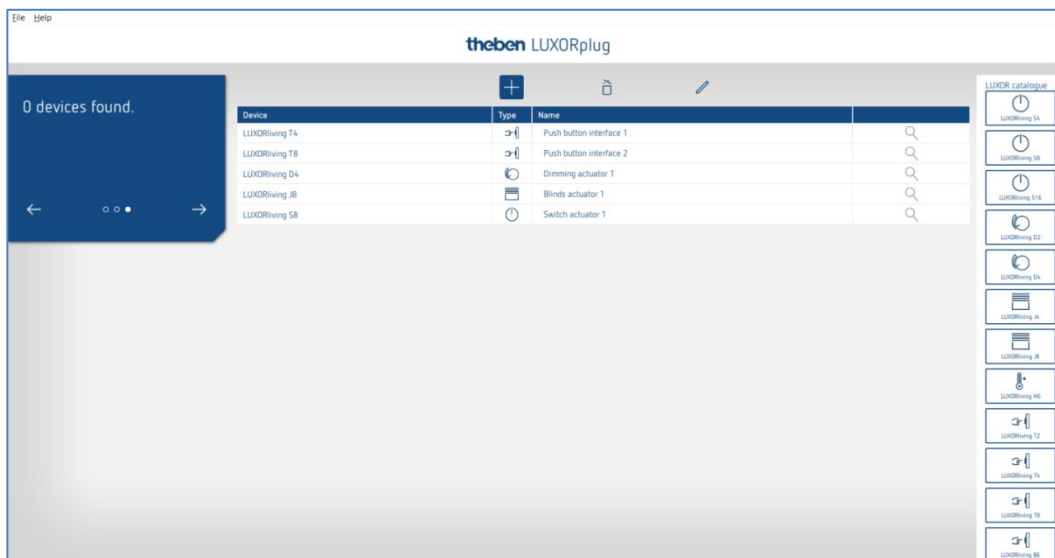 File Help
theben LUXORplug
0 devices found.
Device Type Name
LUXORliving T4 Push button interface 1
LUXORliving T8 Push button interface 2
LUXORliving D4 Dimming actuator 1
LUXORliving J8 Blinds actuator 1
LUXORliving S8 Switch actuator 1
LUXOR catalogue
LUXORliving S4
LUXORliving S8
LUXORliving S16
LUXORliving D2
LUXORliving D4
LUXORliving J4
LUXORliving J8
LUXORliving H6
LUXORliving T2
LUXORliving T4
LUXORliving T8
LUXORliving B6